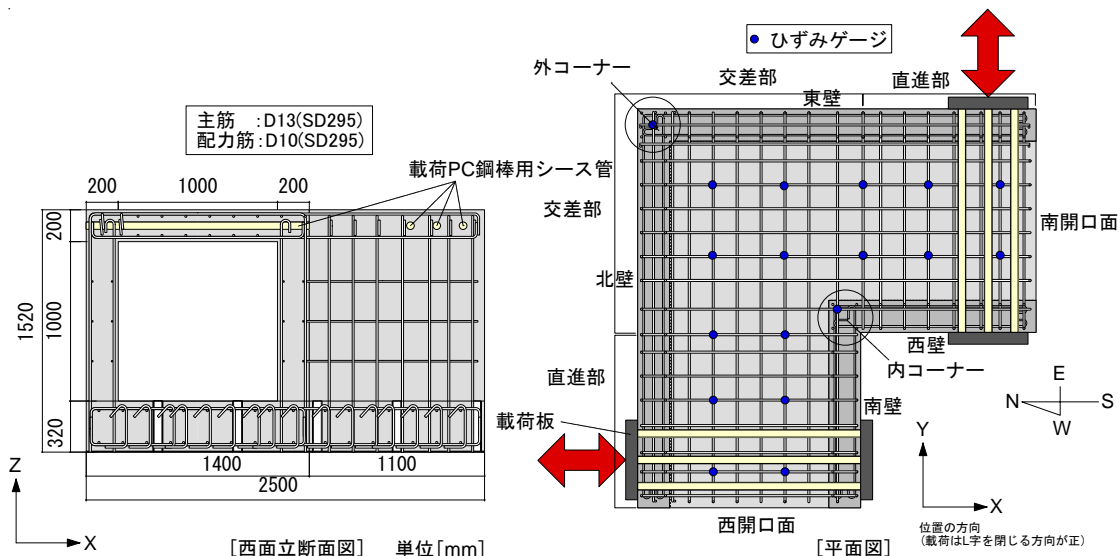 主筋　:D13(SD295)
配力筋:D10(SD295)
載荷PC鋼棒用シース管
200
1000
200
200
1000
1520
320
1400
1100
2500
Z
X
[西面立断面図]
単位[mm]
ひずみゲージ
外コーナー
交差部
直進部
東壁
交差部
北壁
南開口面
西壁
内コーナー
直進部
南壁
載荷板
西開口面
[平面図]
E
N
S
W
Y
X
位置の方向
(載荷はL字を閉じる方向が正)